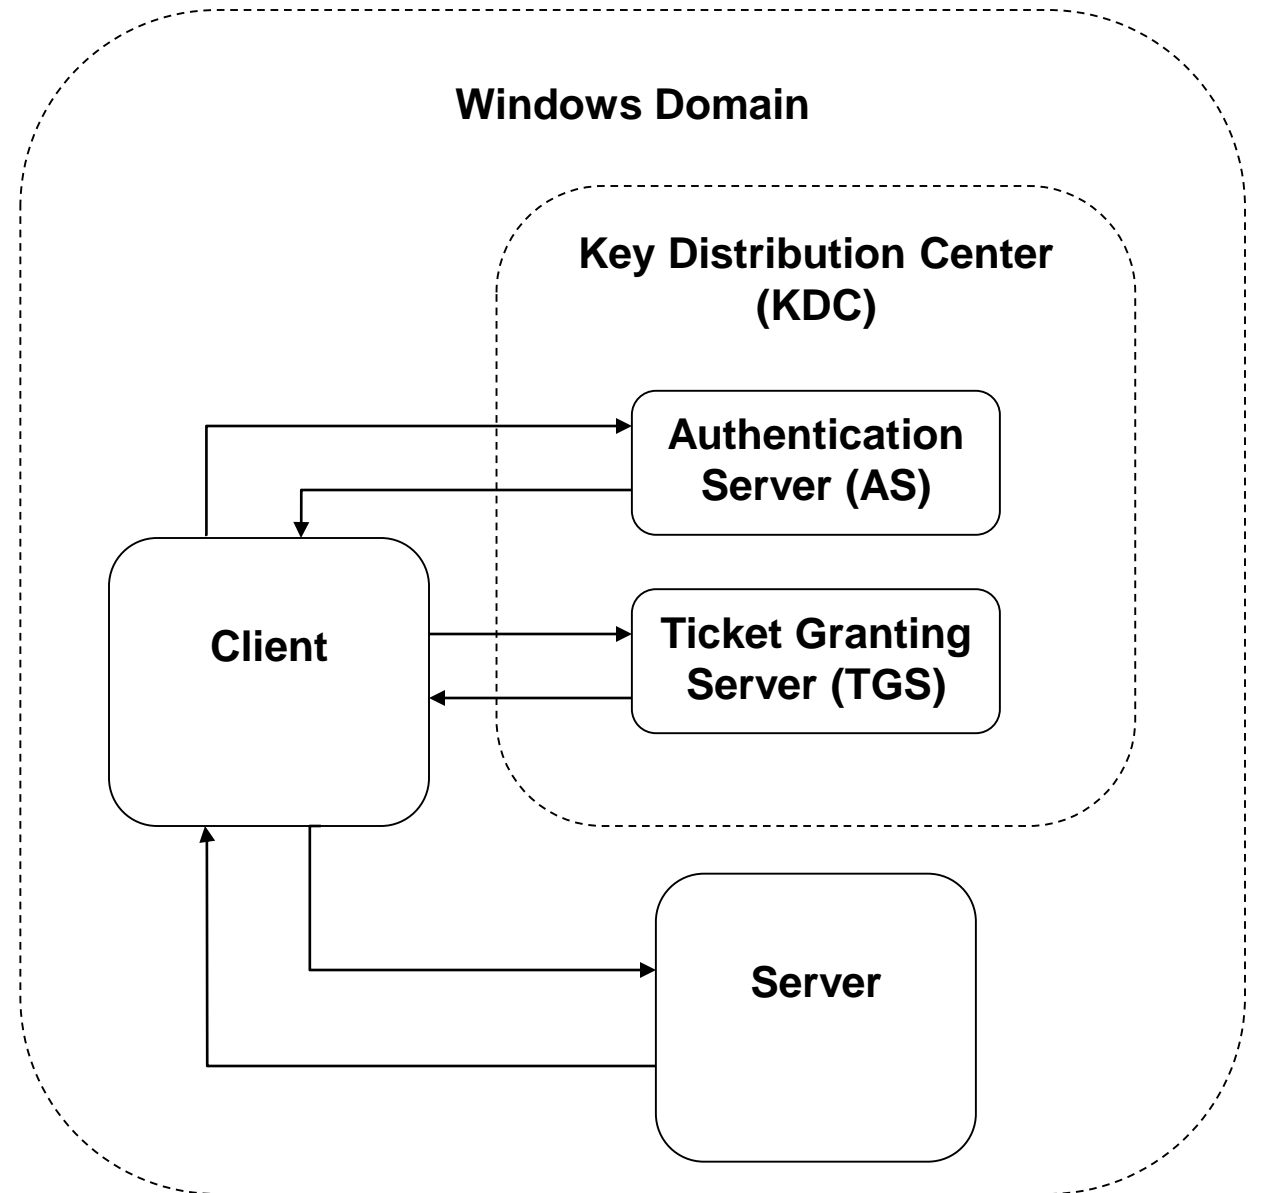 Windows Domain
Key Distribution Center
(KDC)
Authentication
Server (AS)
Client
Ticket Granting
Server (TGS)
Server